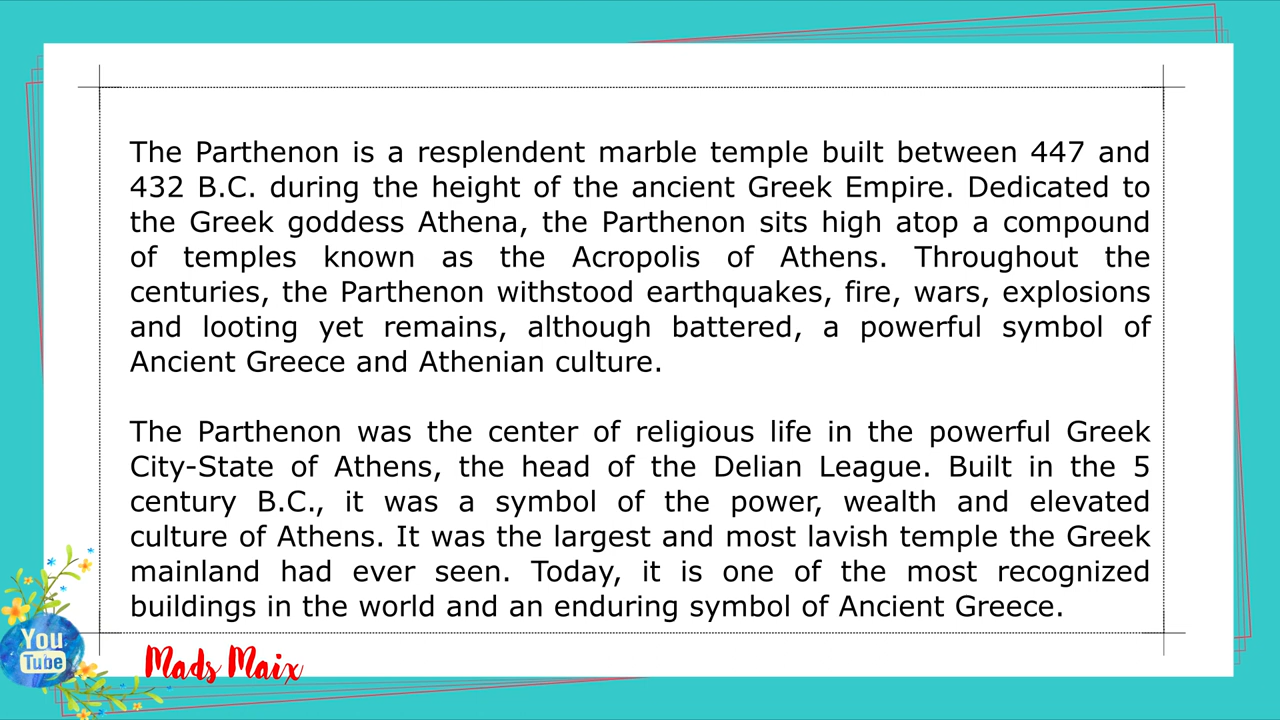 The Parthenon is a resplendent marble temple built between 447 and
432 B.C. during the height of the ancient Greek Empire. Dedicated to
the Greek goddess Athena, the Parthenon sits high atop a compound
of temples known as the Acropolis of Athens. Throughout the
centuries, the Parthenon withstood earthquakes, fire, wars, explosions
and looting yet remains, although battered, a powerful symbol of
Ancient Greece and Athenian culture.
The Parthenon was the center of religious life in the powerful Greek
City-State of Athens, the head of the Delian League. Built in the 5
century B.C., it was a symbol of the power, wealth and elevated
culture of Athens. It was the largest and most lavish temple the Greek
mainland had ever seen. Today, it is one of the most recognized
buildings in the world and an enduring symbol of Ancient Greece.
You
Tube
Mads Maix